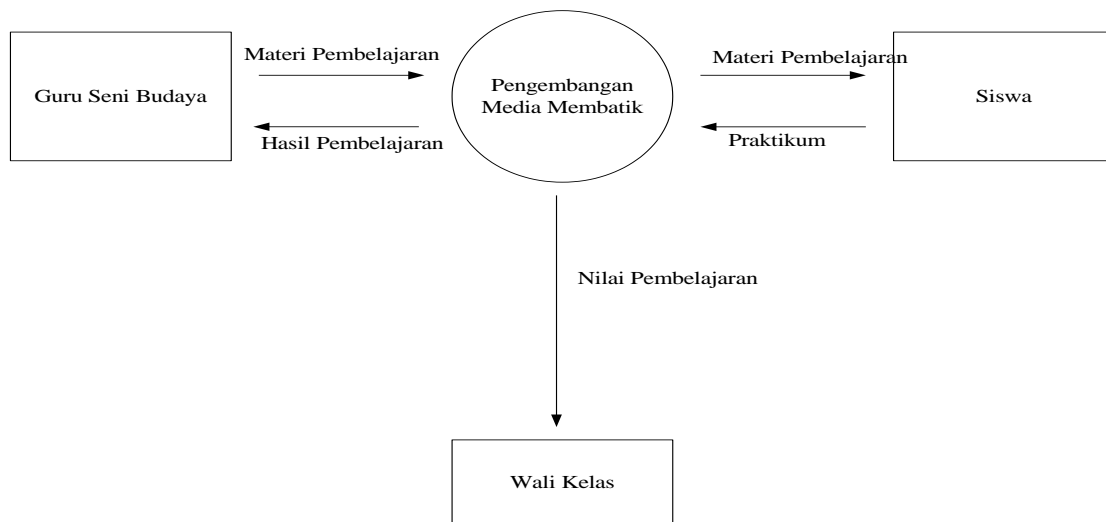 Materi Pembelajaran
Guru Seni Budaya
Hasil Pembelajaran
Pengembangan
Media Membatik
Materi Pembelajaran
Praktikum
Siswa
Nilai Pembelajaran
Wali Kelas